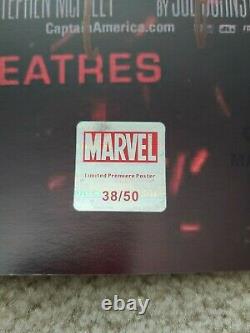 STEPHEN McFEELY
BY JOE JOHNSTON
CaptainAmerica.com
EATRES
MARVEL
Limited Premiere Poster
38/50